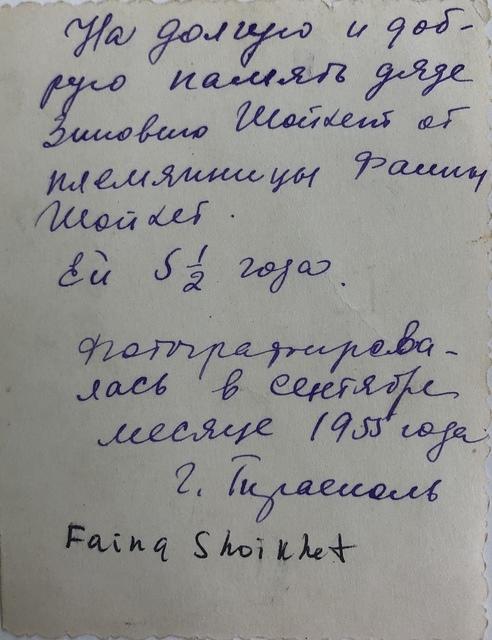 На долгую и доб-
рую память дяде
Зиновию Шойхет от
племянницы Фаины
Шойхет.
Ей 5 1/2 года.
Фотографирова-
лась в сентябре
месяце 1955 года
г. Тирасполь
Faina Shoikhet